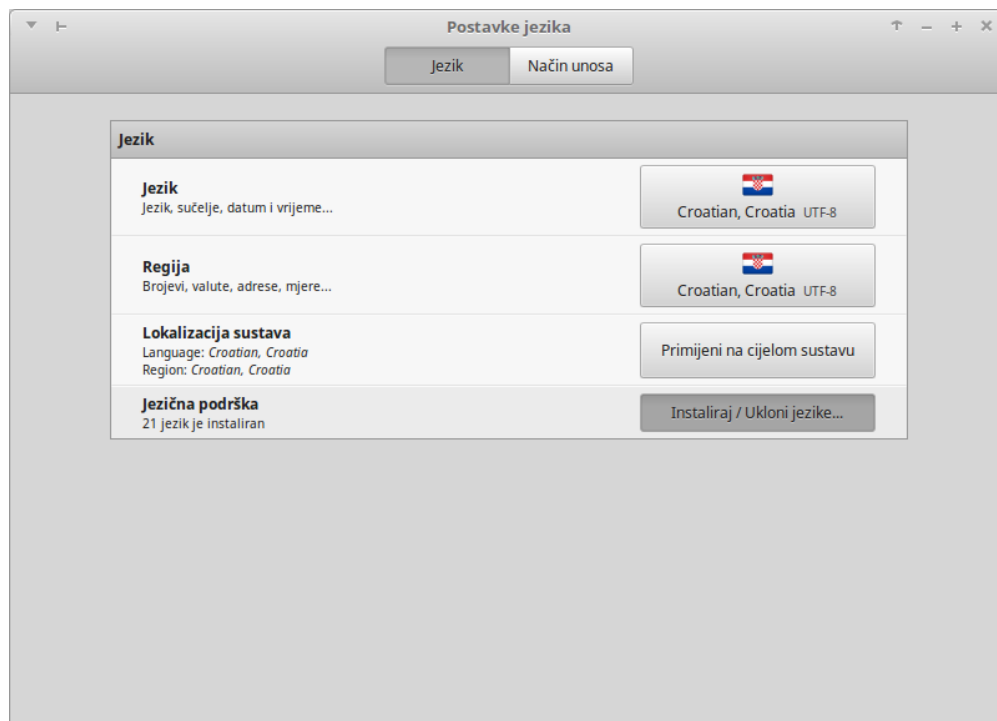 Postavke jezika
Jezik
Način unosa
Jezik
Jezik
Jezik, sučelje, datum i vrijeme...
Croatian, Croatia UTF-8
Regija
Brojevi, valute, adrese, mjere...
Croatian, Croatia UTF-8
Lokalizacija sustava
Language: Croatian, Croatia
Region: Croatian, Croatia
Primijeni na cijelom sustavu
Jezična podrška
21 jezik je instaliran
Instaliraj / Ukloni jezike...